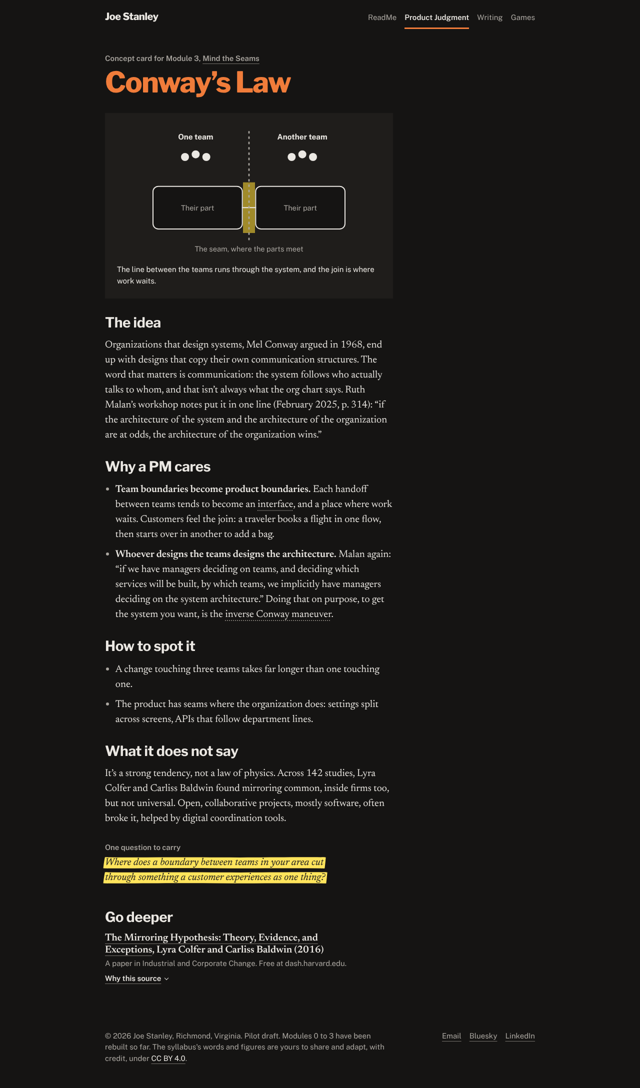 Joe Stanley
ReadMe Product Judgment Writing Games
Concept card for Module 3, Mind the Seams
Conway’s Law
One team Another team
Their part Their part
The seam, where the parts meet
The line between the teams runs through the system, and the join is where
work waits.
The idea
Organizations that design systems, Mel Conway argued in 1968, end
up with designs that copy their own communication structures. The
word that matters is communication: the system follows who actually
talks to whom, and that isn’t always what the org chart says. Ruth
Malan’s workshop notes put it in one line (February 2025, p. 314): “if
the architecture of the system and the architecture of the organization
are at odds, the architecture of the organization wins.”
Why a PM cares
• Team boundaries become product boundaries. Each handoff
between teams tends to become an interface, and a place where work
waits. Customers feel the join: a traveler books a flight in one flow,
then starts over in another to add a bag.
• Whoever designs the teams designs the architecture. Malan again:
“if we have managers deciding on teams, and deciding which
services will be built, by which teams, we implicitly have managers
deciding on the system architecture.” Doing that on purpose, to get
the system you want, is the inverse Conway maneuver.
How to spot it
• A change touching three teams takes far longer than one touching
one.
• The product has seams where the organization does: settings split
across screens, APIs that follow department lines.
What it does not say
It’s a strong tendency, not a law of physics. Across 142 studies, Lyra
Colfer and Carliss Baldwin found mirroring common, inside firms too,
but not universal. Open, collaborative projects, mostly software, often
broke it, helped by digital coordination tools.
One question to carry
Where does a boundary between teams in your area cut
through something a customer experiences as one thing?
Go deeper
The Mirroring Hypothesis: Theory, Evidence, and
Exceptions, Lyra Colfer and Carliss Baldwin (2016)
A paper in Industrial and Corporate Change. Free at dash.harvard.edu.
Why this source
© 2026 Joe Stanley, Richmond, Virginia. Pilot draft. Modules 0 to 3 have been
rebuilt so far. The syllabus’s words and figures are yours to share and adapt, with
credit, under CC BY 4.0.
Email Bluesky LinkedIn